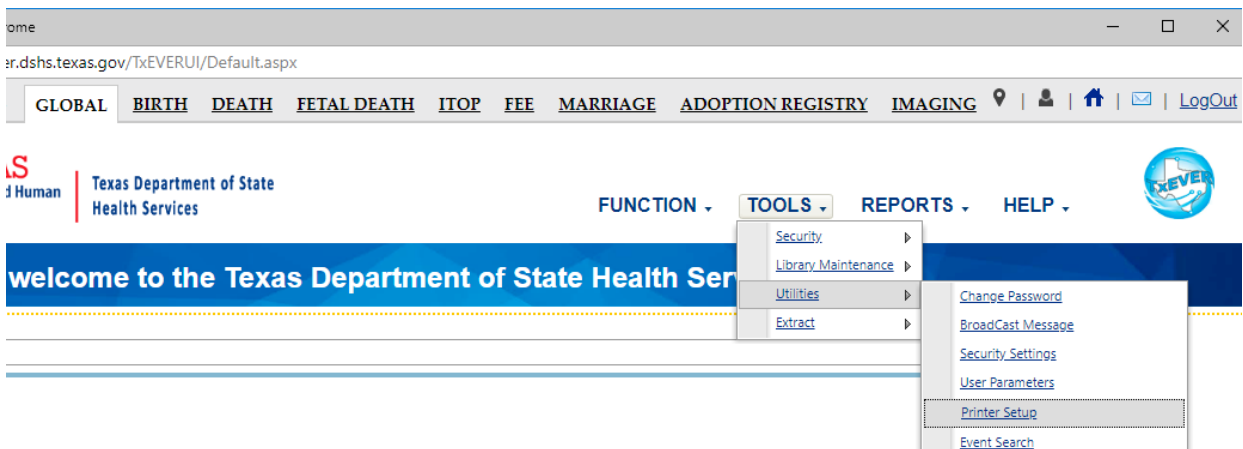 rome
er.dshs.texas.gov/TxEVERUI/Default.aspx
GLOBAL BIRTH DEATH FETAL DEATH ITOP FEE MARRIAGE ADOPTION REGISTRY IMAGING | | | | LogOut
AS
d Human
Texas Department of State
Health Services
FUNCTION TOOLS REPORTS HELP
TxEVER
Security
Library Maintenance
welcome to the Texas Department of State Health Ser
Utilities
Extract
Change Password
BroadCast Message
Security Settings
User Parameters
Printer Setup
Event Search